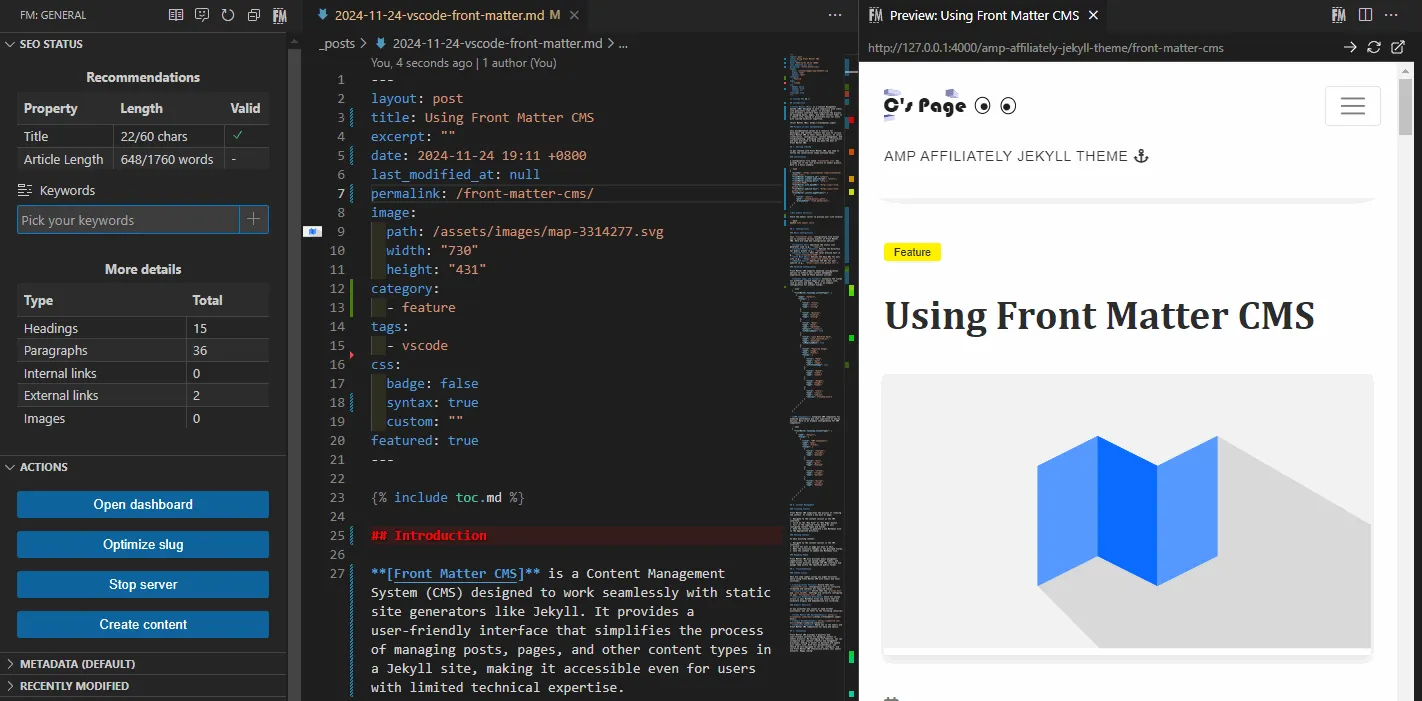 FM: GENERAL
SEO STATUS
Recommendations
Property Length Valid
Title 22/60 chars ✓
Article Length 648/1760 words -
Keywords
Pick your keywords
More details
Type Total
Headings 15
Paragraphs 36
Internal links 0
External links 2
Images 0
ACTIONS
Open dashboard
Optimize slug
Stop server
Create content
METADATA (DEFAULT)
RECENTLY MODIFIED
2024-11-24-vscode-front-matter.md M
_posts > 2024-11-24-vscode-front-matter.md > ...
You, 4 seconds ago | 1 author (You)
1 ---
2 layout: post
3 title: Using Front Matter CMS
4 excerpt: ""
5 date: 2024-11-24 19:11 +0800
6 last_modified_at: null
7 permalink: /front-matter-cms/
8 image:
9 path: /assets/images/map-3314277.svg
10 width: "730"
11 height: "431"
12 category:
13 - feature
14 tags:
15 - vscode
16 css:
17 badge: false
18 syntax: true
19 custom: ""
20 featured: true
21 ---
22
23 {% include toc.md %}
24
25 ## Introduction
26
27 **[Front Matter CMS]** is a Content Management
System (CMS) designed to work seamlessly with static
site generators like Jekyll. It provides a
user-friendly interface that simplifies the process
of managing posts, pages, and other content types in
a Jekyll site, making it accessible even for users
with limited technical expertise.
FM Preview: Using Front Matter CMS
http://127.0.0.1:4000/amp-affiliately-jekyll-theme/front-matter-cms
C's Page
AMP AFFILIATELY JEKYLL THEME
Feature
Using Front Matter CMS